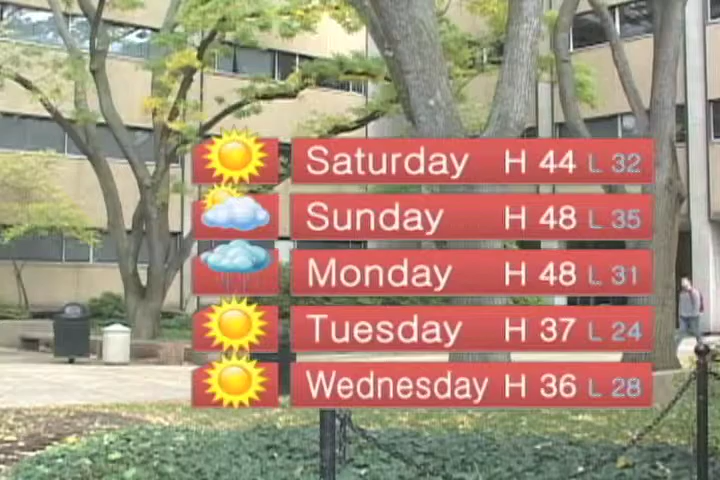 Saturday H 44 L 32
Sunday H 48 L 35
Monday H 48 L 31
Tuesday H 37 L 24
Wednesday H 36 L 28